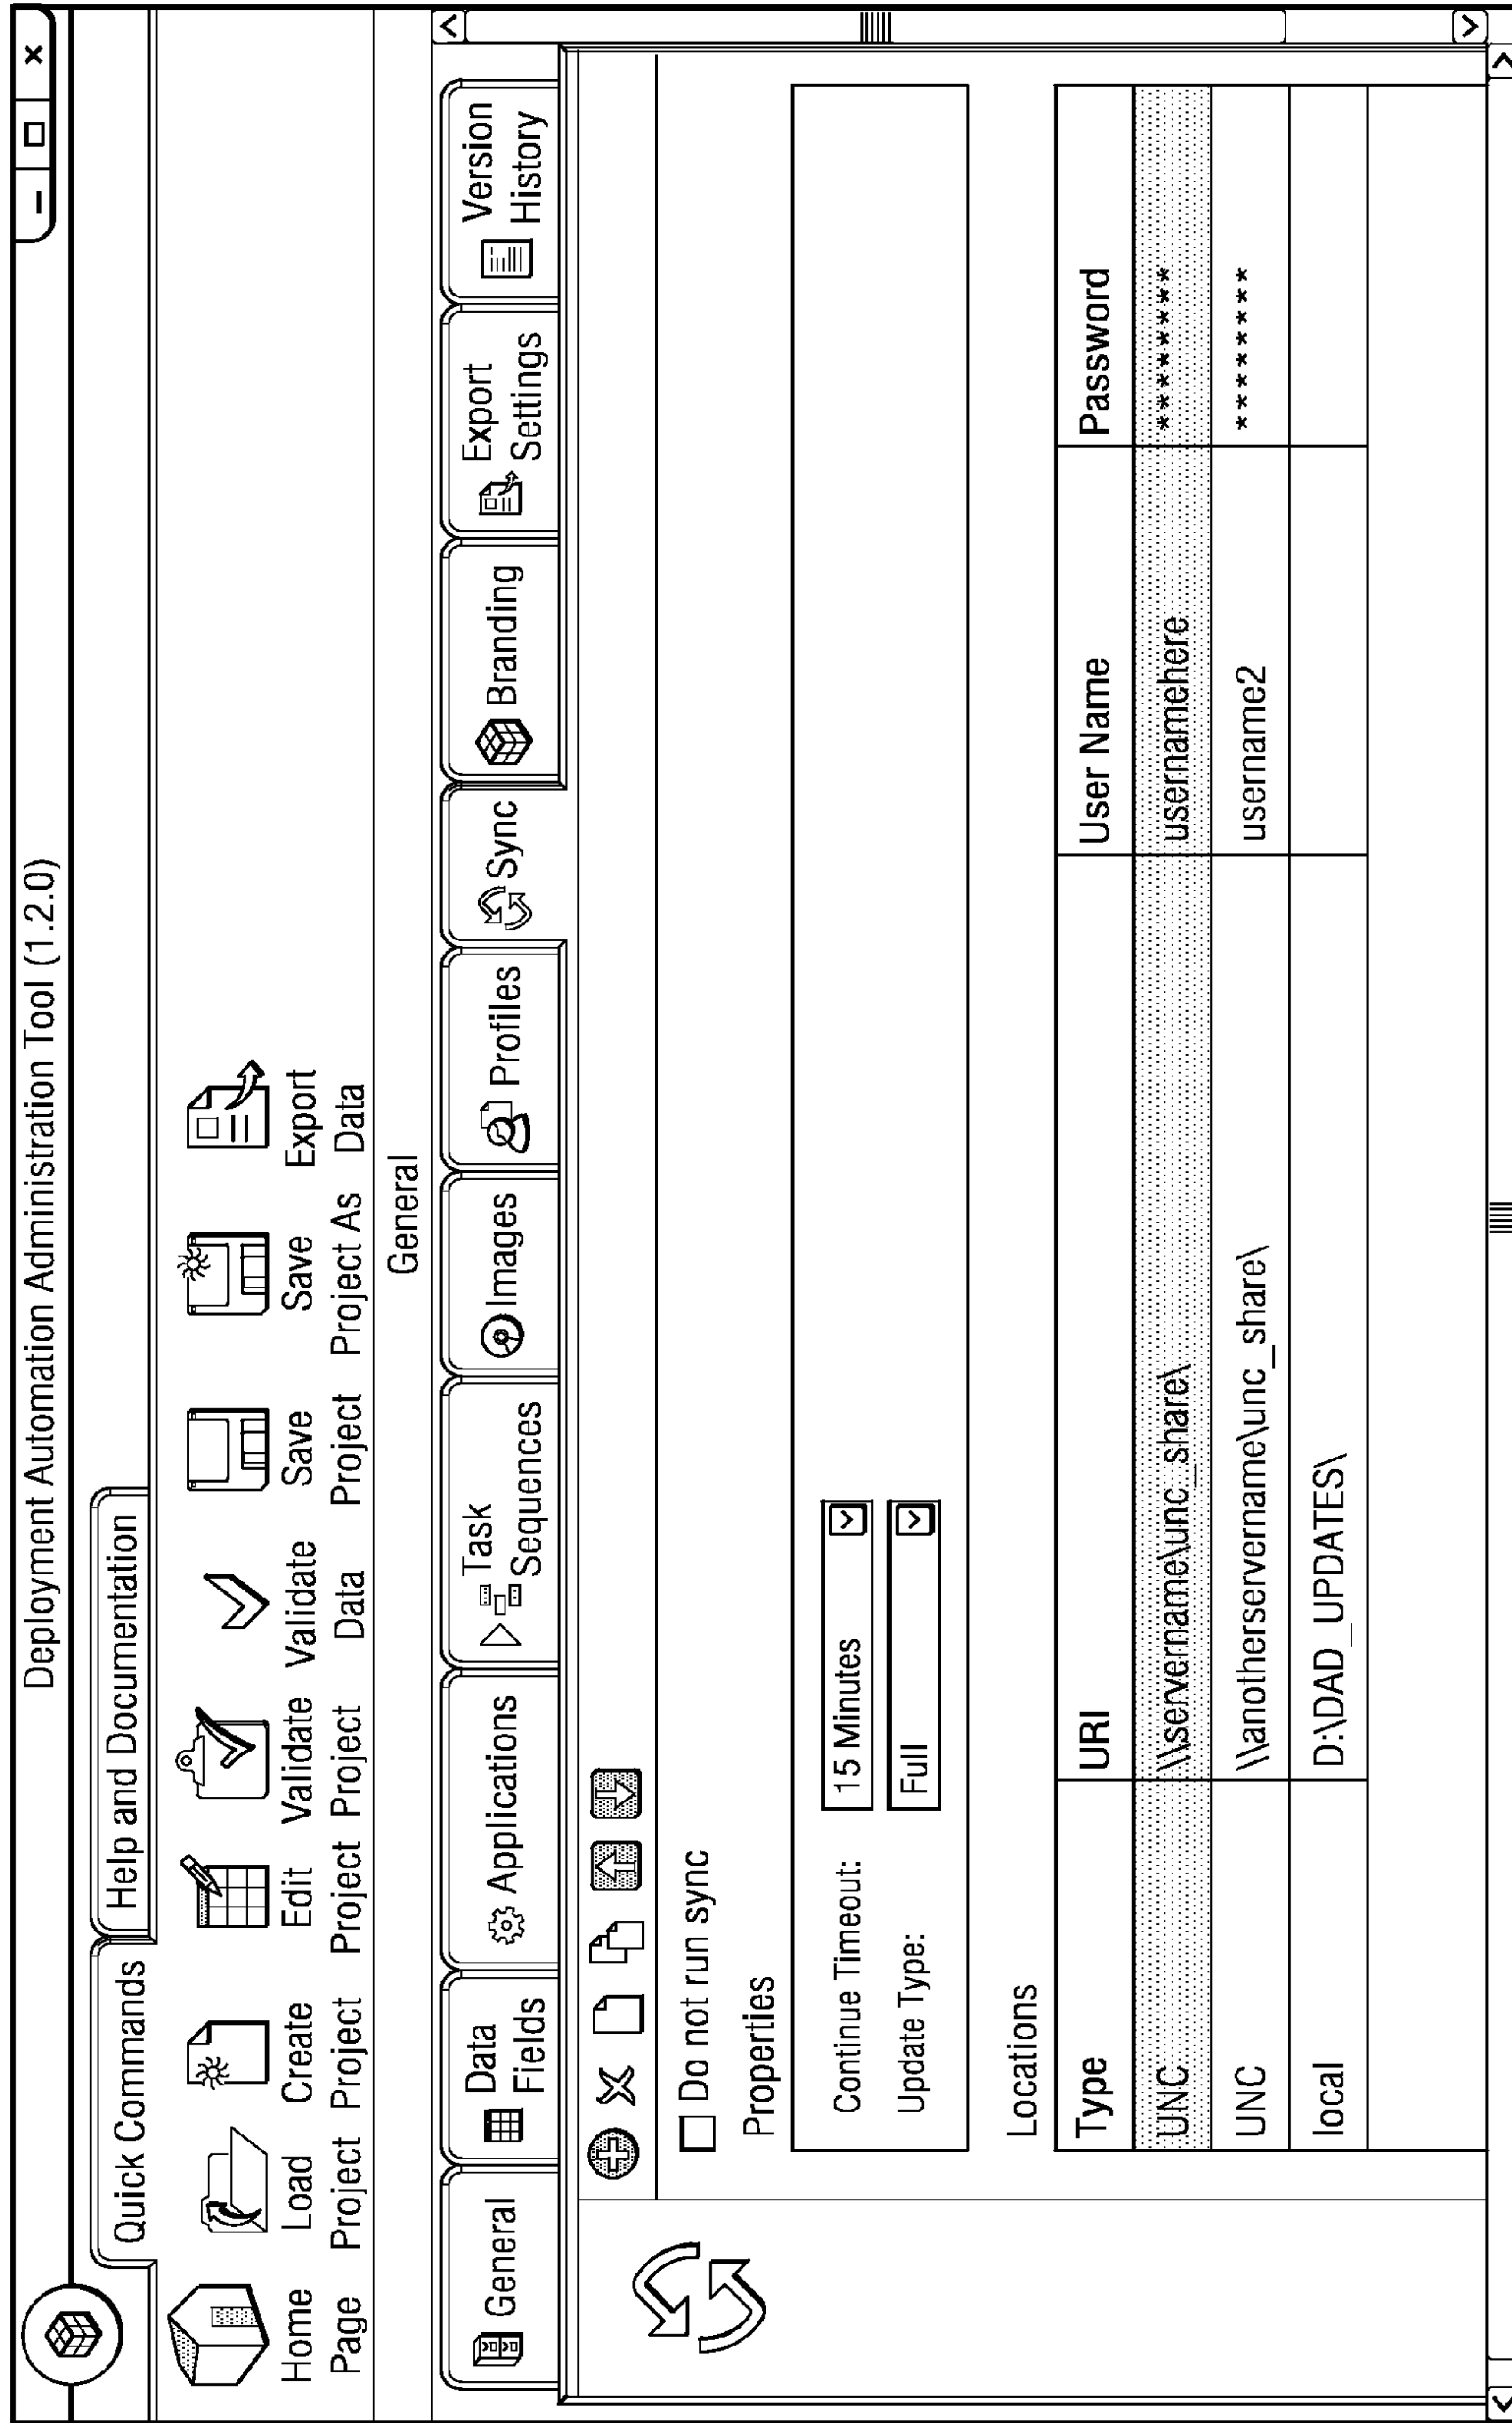 Deployment Automation Administration Tool (1.2.0)
Quick Commands
Help and Documentation
Home Page
Load Project
Create Project
Edit Project
Validate Project
Validate Data
Save Project
Save Project As
Export Data
General
General
Data Fields
Applications
Task Sequences
Images
Profiles
Sync
Branding
Export Settings
Version History
Do not run sync
Properties
Continue Timeout: 15 Minutes
Update Type: Full
Locations
Type URI User Name Password
UNC \\servername\unc_share\ usernamehere *********
UNC \\anotherservername\unc_share\ username2 *********
local D:\DAD_UPDATES\